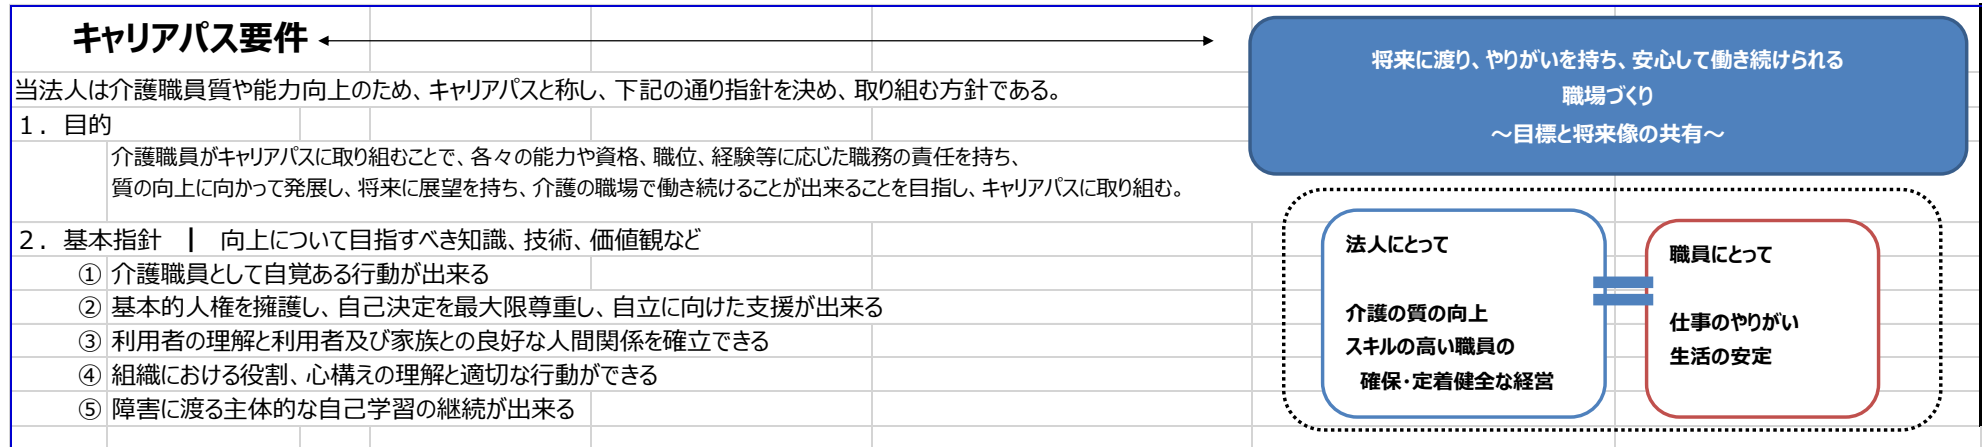 キャリアパス要件
当法人は介護職員質や能力向上のため、キャリアパスと称し、下記の通り指針を決め、取り組む方針である。
１．目的
介護職員がキャリアパスに取り組むことで、各々の能力や資格、職位、経験等に応じた職務の責任を持ち、
質の向上に向かって発展し、将来に展望を持ち、介護の職場で働き続けることが出来ることを目指し、キャリアパスに取り組む。
２．基本指針　┃　向上について目指すべき知識、技術、価値観など
① 介護職員として自覚ある行動が出来る
② 基本的人権を擁護し、自己決定を最大限尊重し、自立に向けた支援が出来る
③ 利用者の理解と利用者及び家族との良好な人間関係を確立できる
④ 組織における役割、心構えの理解と適切な行動ができる
⑤ 障害に渡る主体的な自己学習の継続が出来る
将来に渡り、やりがいを持ち、安心して働き続けられる
職場づくり
～目標と将来像の共有～
法人にとって
介護の質の向上
スキルの高い職員の
確保・定着健全な経営
職員にとって
仕事のやりがい
生活の安定